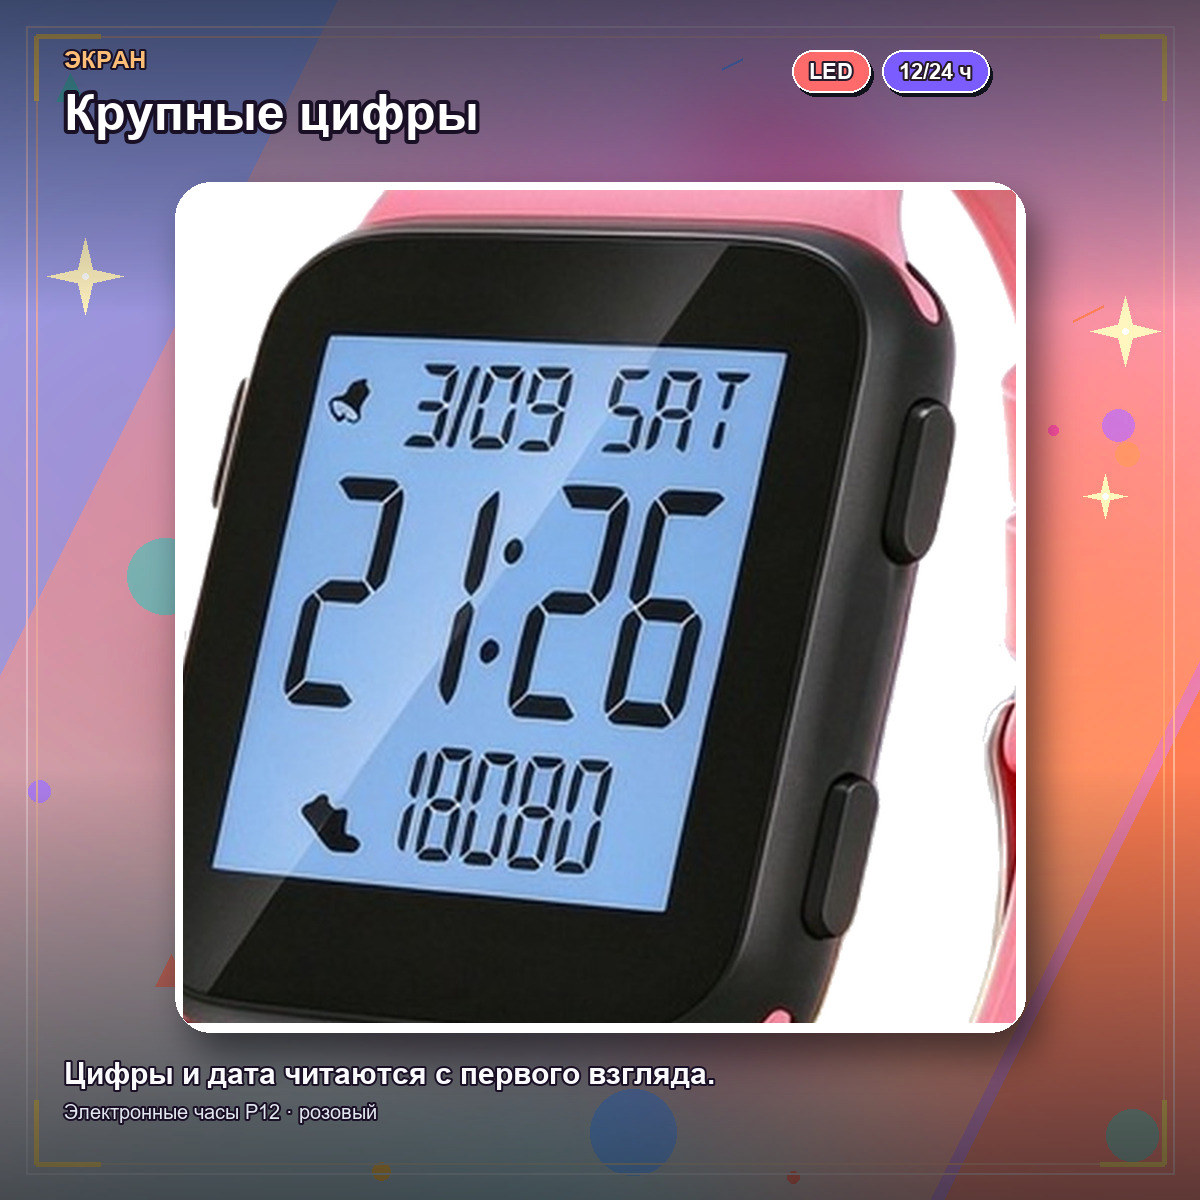 ЭКРАН
LED
12/24 ч
Крупные цифры
3/09 SAT
21:26
18080
Цифры и дата читаются с первого взгляда.
Электронные часы P12 · розовый